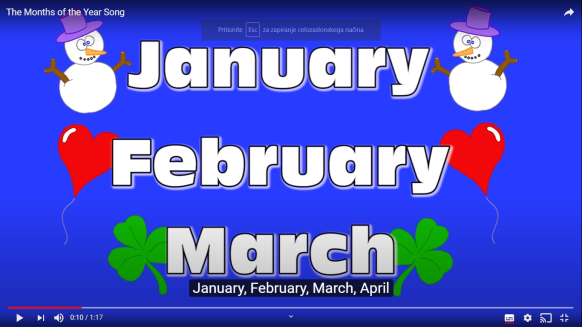 The Months of the Year Song
Pritisnite Esc za zapiranje celozaslonskega načina.
January
February
March
January, February, March, April
0:10 / 1:17